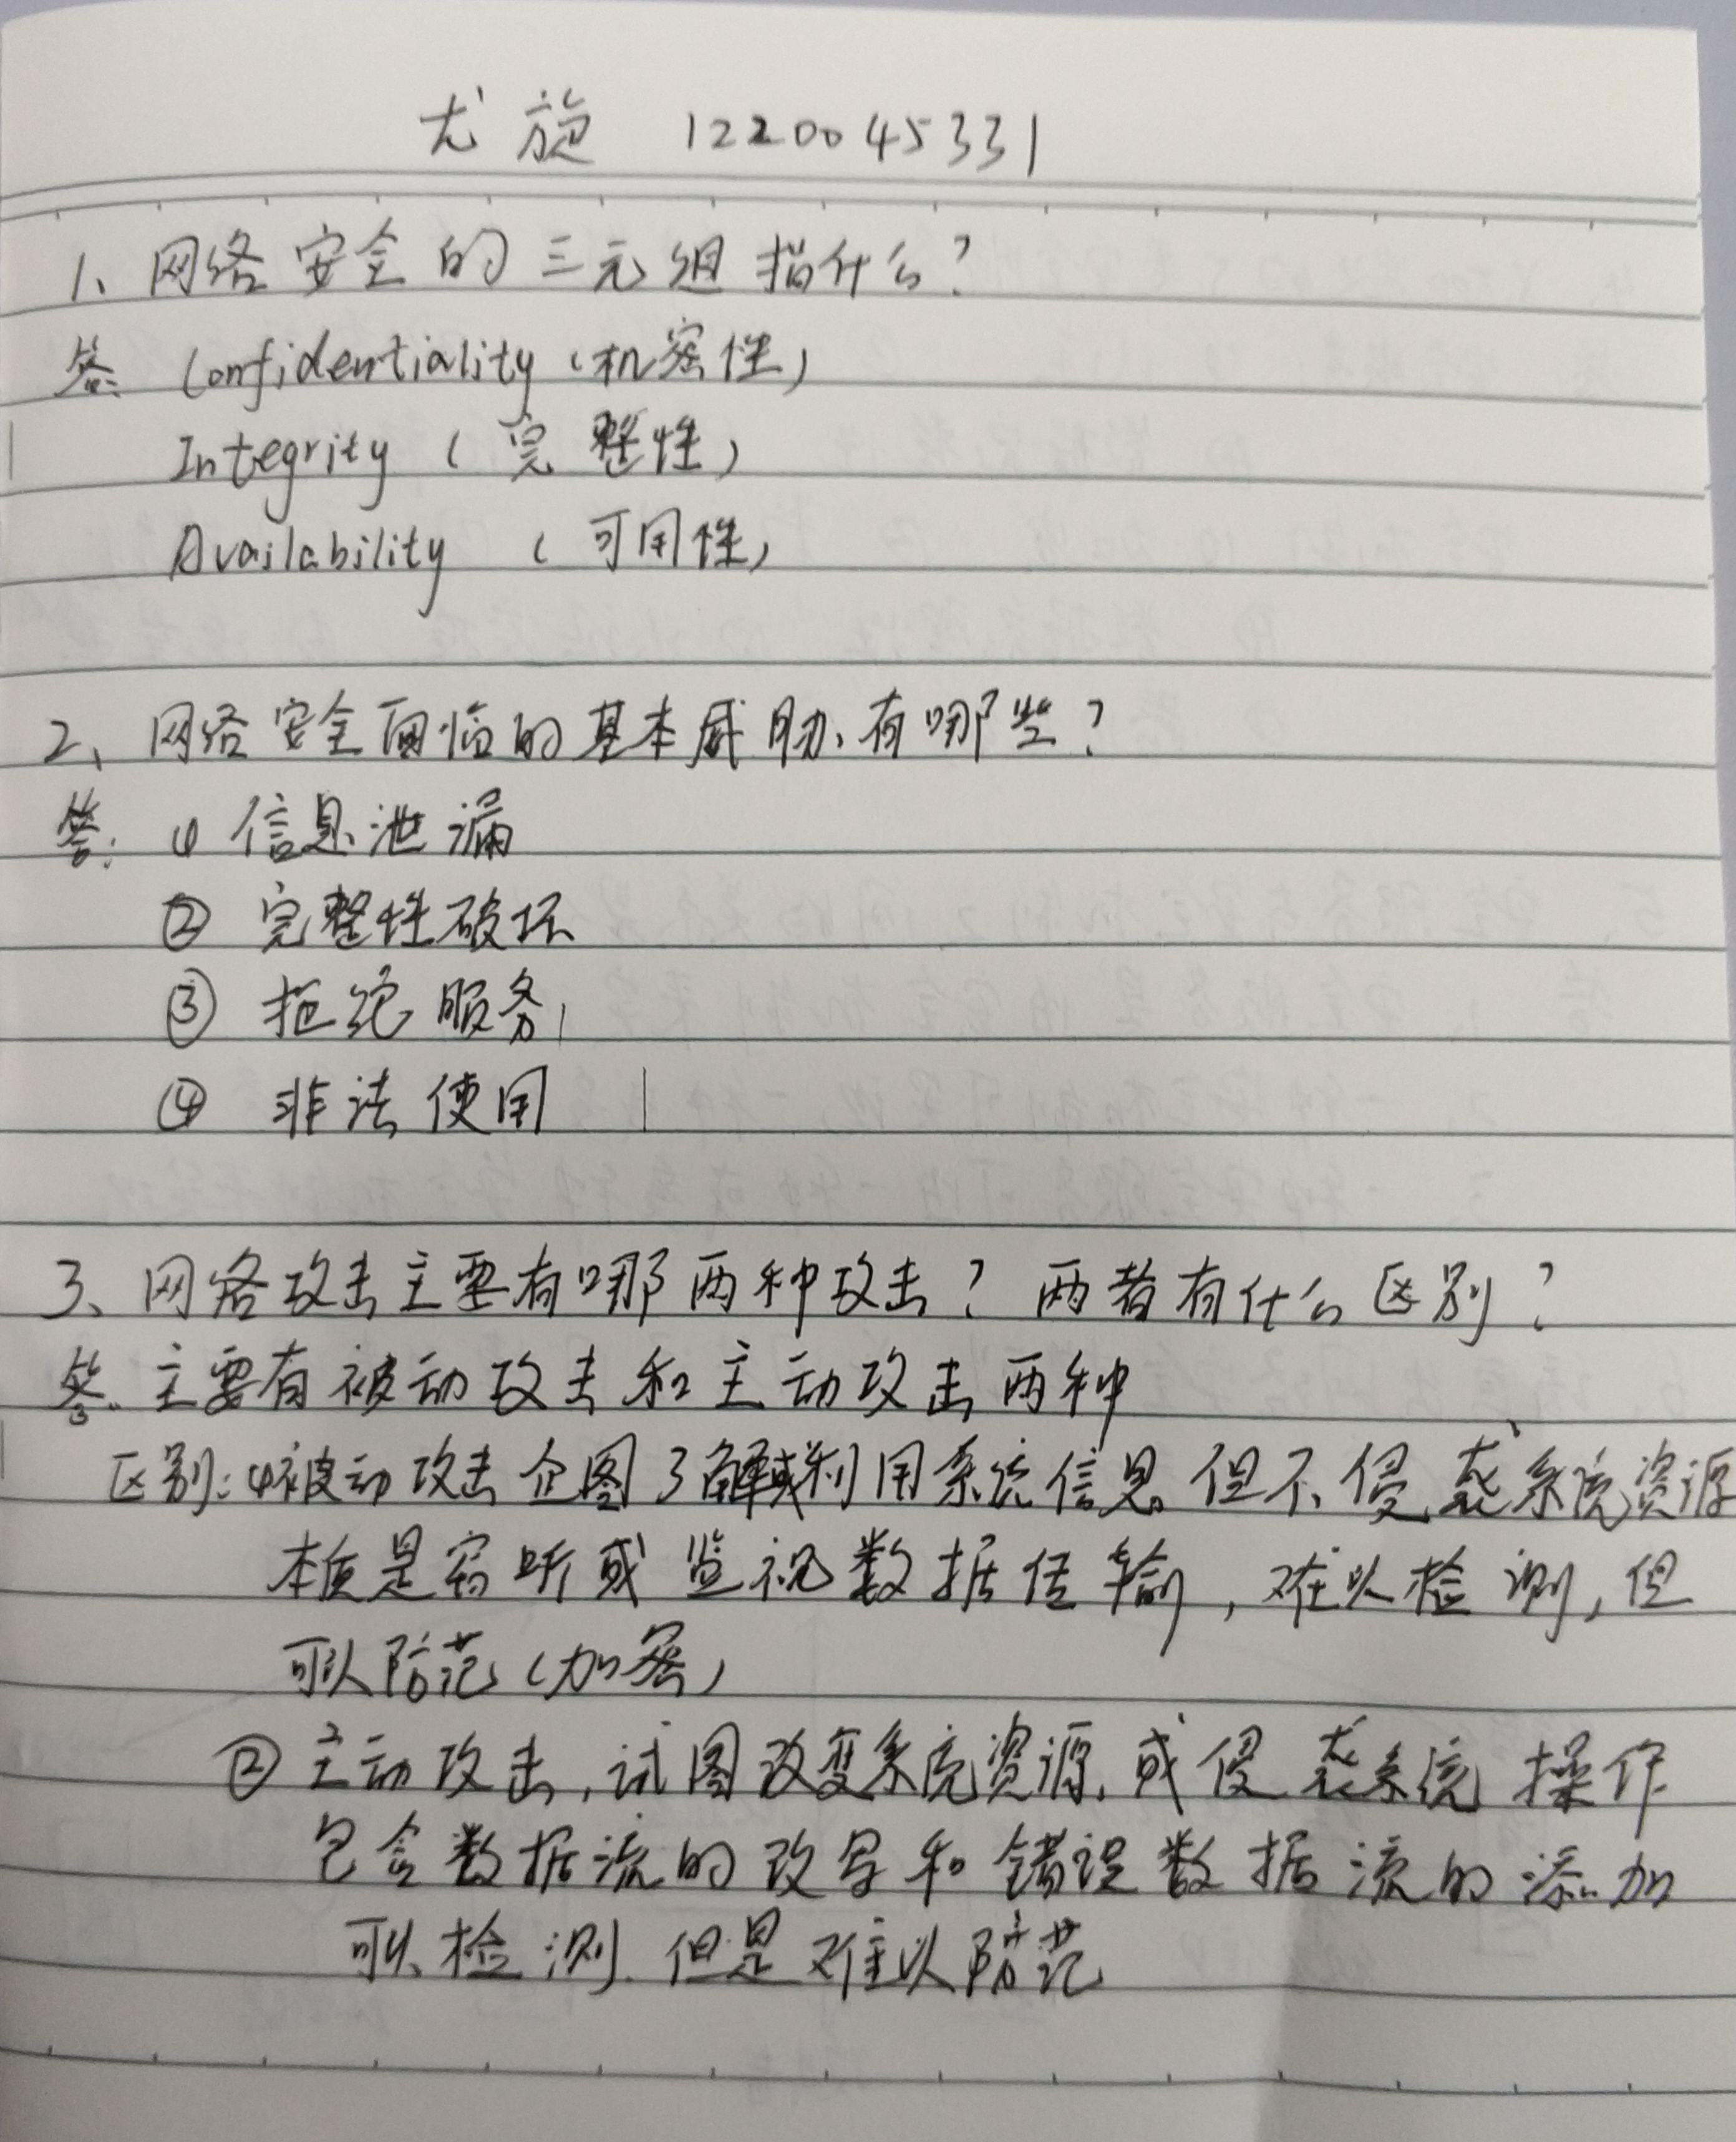 尤旋 1220045331
1、网络安全的三元组指什么?
答: Confidentiality (机密性)
Integrity (完整性)
Availability (可用性)
2、网络安全面临的基本威胁有哪些?
答: ① 信息泄漏
② 完整性破坏
③ 拒绝服务
④ 非法使用
3、网络攻击主要有哪两种攻击? 两者有什么区别?
答: 主要有被动攻击和主动攻击两种
区别: ①被动攻击企图了解或利用系统信息 但不侵袭系统资源
本质是窃听或监视数据传输, 难以检测, 但
可以防范 (加密)
② 主动攻击, 试图改变系统资源, 或侵袭系统操作
包含数据流的改写和错误数据流的添加
可以检测. 但是难以防范